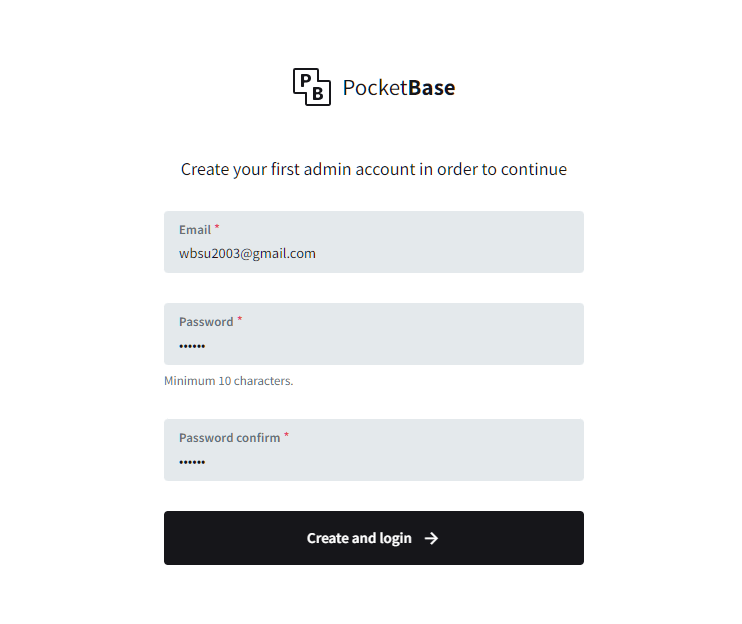 PB PocketBase
Create your first admin account in order to continue
Email *
wbsu2003@gmail.com
Password *
••••••
Minimum 10 characters.
Password confirm *
••••••
Create and login →